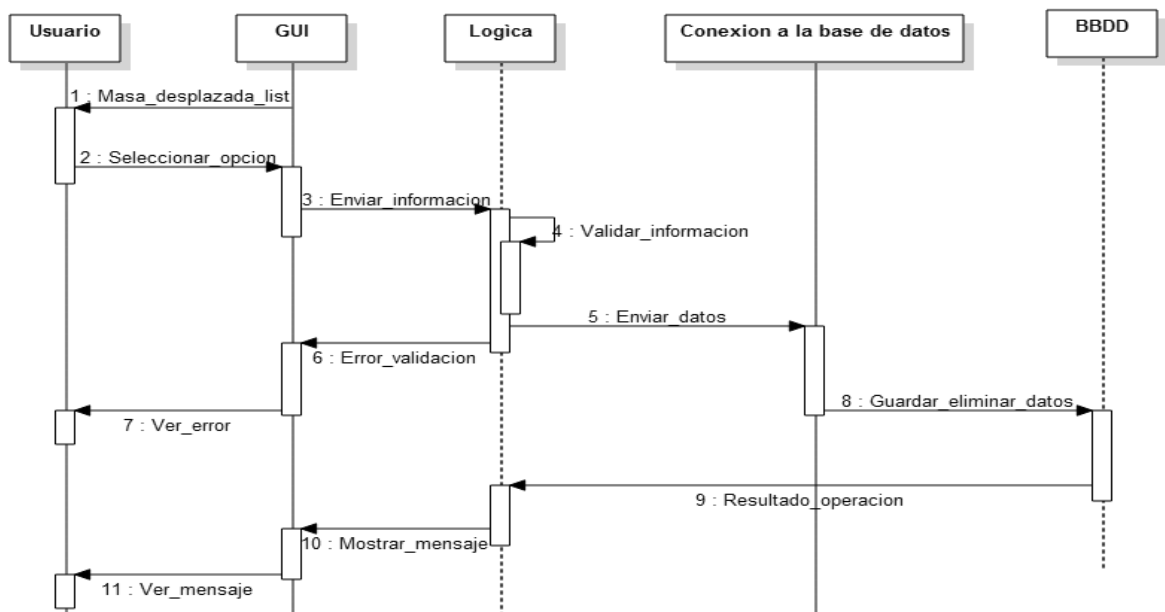 Usuario
GUI
Logìca
Conexion a la base de datos
BBDD
1 : Masa_desplazada_list
2 : Seleccionar_opcion
3 : Enviar_informacion
4 : Validar_informacion
5 : Enviar_datos
6 : Error_validacion
7 : Ver_error
8 : Guardar_eliminar_datos
9 : Resultado_operacion
10 : Mostrar_mensaje
11 : Ver_mensaje